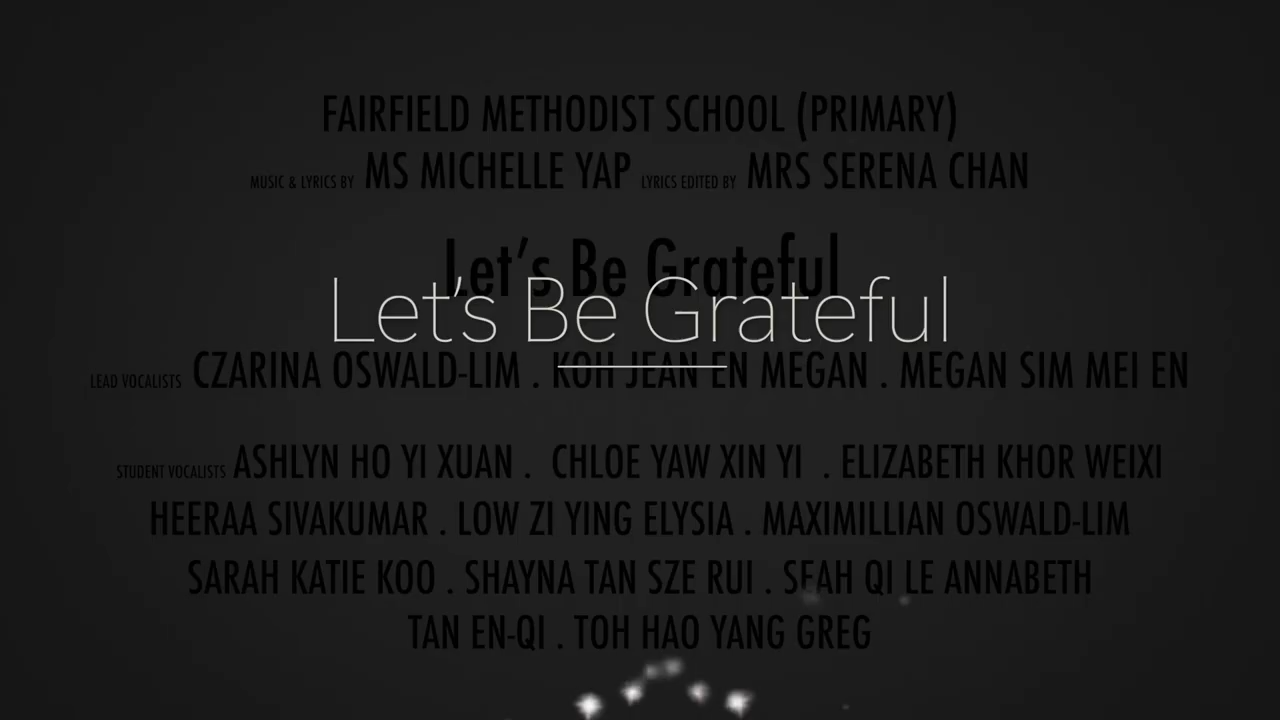 FAIRFIELD METHODIST SCHOOL (PRIMARY)
MUSIC & LYRICS BY MS MICHELLE YAP LYRICS EDITED BY MRS SERENA CHAN
Let's Be Grateful
Let's Be Grateful
LEAD VOCALISTS CZARINA OSWALD-LIM . KOH JEAN EN MEGAN . MEGAN SIM MEI EN
STUDENT VOCALISTS ASHLYN HO YI XUAN . CHLOE YAW XIN YI . ELIZABETH KHOR WEIXI
HEERAA SIVAKUMAR . LOW ZI YING ELYSIA . MAXIMILLIAN OSWALD-LIM
SARAH KATIE KOO . SHAYNA TAN SZE RUI . SEAH QI LE ANNABETH
TAN EN-QI . TOH HAO YANG GREG